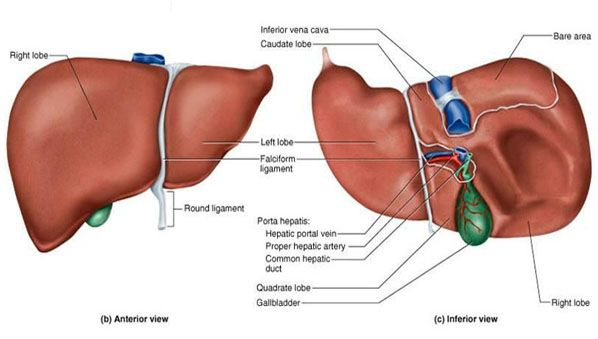 Right lobe
Inferior vena cava
Caudate lobe
Bare area
Left lobe
Falciform
ligament
Round ligament
Porta hepatis:
Hepatic portal vein
Proper hepatic artery
Common hepatic
duct
Quadrate lobe
Gallbladder
Right lobe
(b) Anterior view
(c) Inferior view